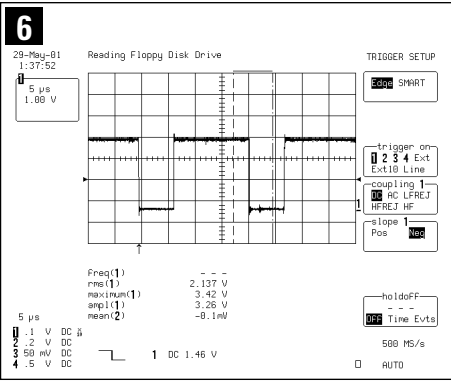 6
29-May-01
1:37:52
Reading Floppy Disk Drive
TRIGGER SETUP
1
5 µs
1.00 V
Edge SMART
trigger on
1 2 3 4 Ext
Ext10 Line
coupling 1
DC AC LFREJ
HFREJ HF
1
slope 1
Pos Neg
freq(1) - - -
rms(1) 2.137 V
maximum(1) 3.42 V
ampl(1) 3.26 V
mean(2) -0.1mV
holdoff
- - -
OFF Time Evts
5 µs
1 .1 V DC
2 .2 V DC
3 50 mV DC
4 .5 V DC
1 DC 1.46 V
500 MS/s
AUTO